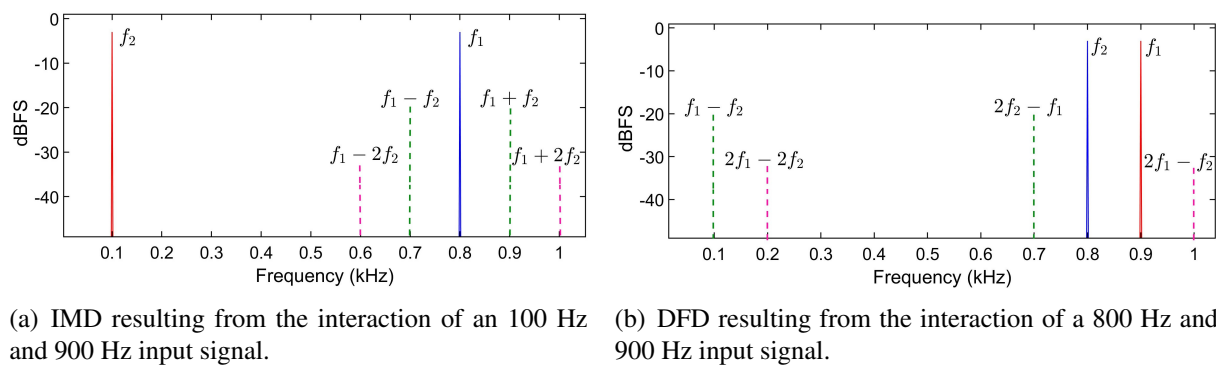 0
-10
-20
-30
-40
dBFS
f₂
f₁
f₁ − f₂
f₁ + f₂
f₁ − 2f₂
f₁ + 2f₂
0.1 0.2 0.3 0.4 0.5 0.6 0.7 0.8 0.9 1
Frequency (kHz)
(a) IMD resulting from the interaction of an 100 Hz
and 900 Hz input signal.
0
-10
-20
-30
-40
dBFS
f₂
f₁
f₁ − f₂
2f₂ − f₁
2f₁ − 2f₂
2f₁ − f₂
0.1 0.2 0.3 0.4 0.5 0.6 0.7 0.8 0.9 1
Frequency (kHz)
(b) DFD resulting from the interaction of a 800 Hz and
900 Hz input signal.